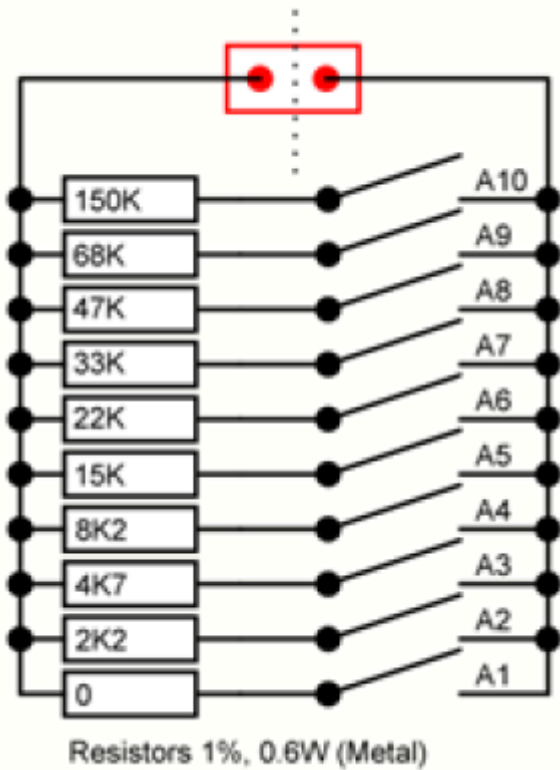 150K A10
68K A9
47K A8
33K A7
22K A6
15K A5
8K2 A4
4K7 A3
2K2 A2
0 A1
Resistors 1%, 0.6W (Metal)